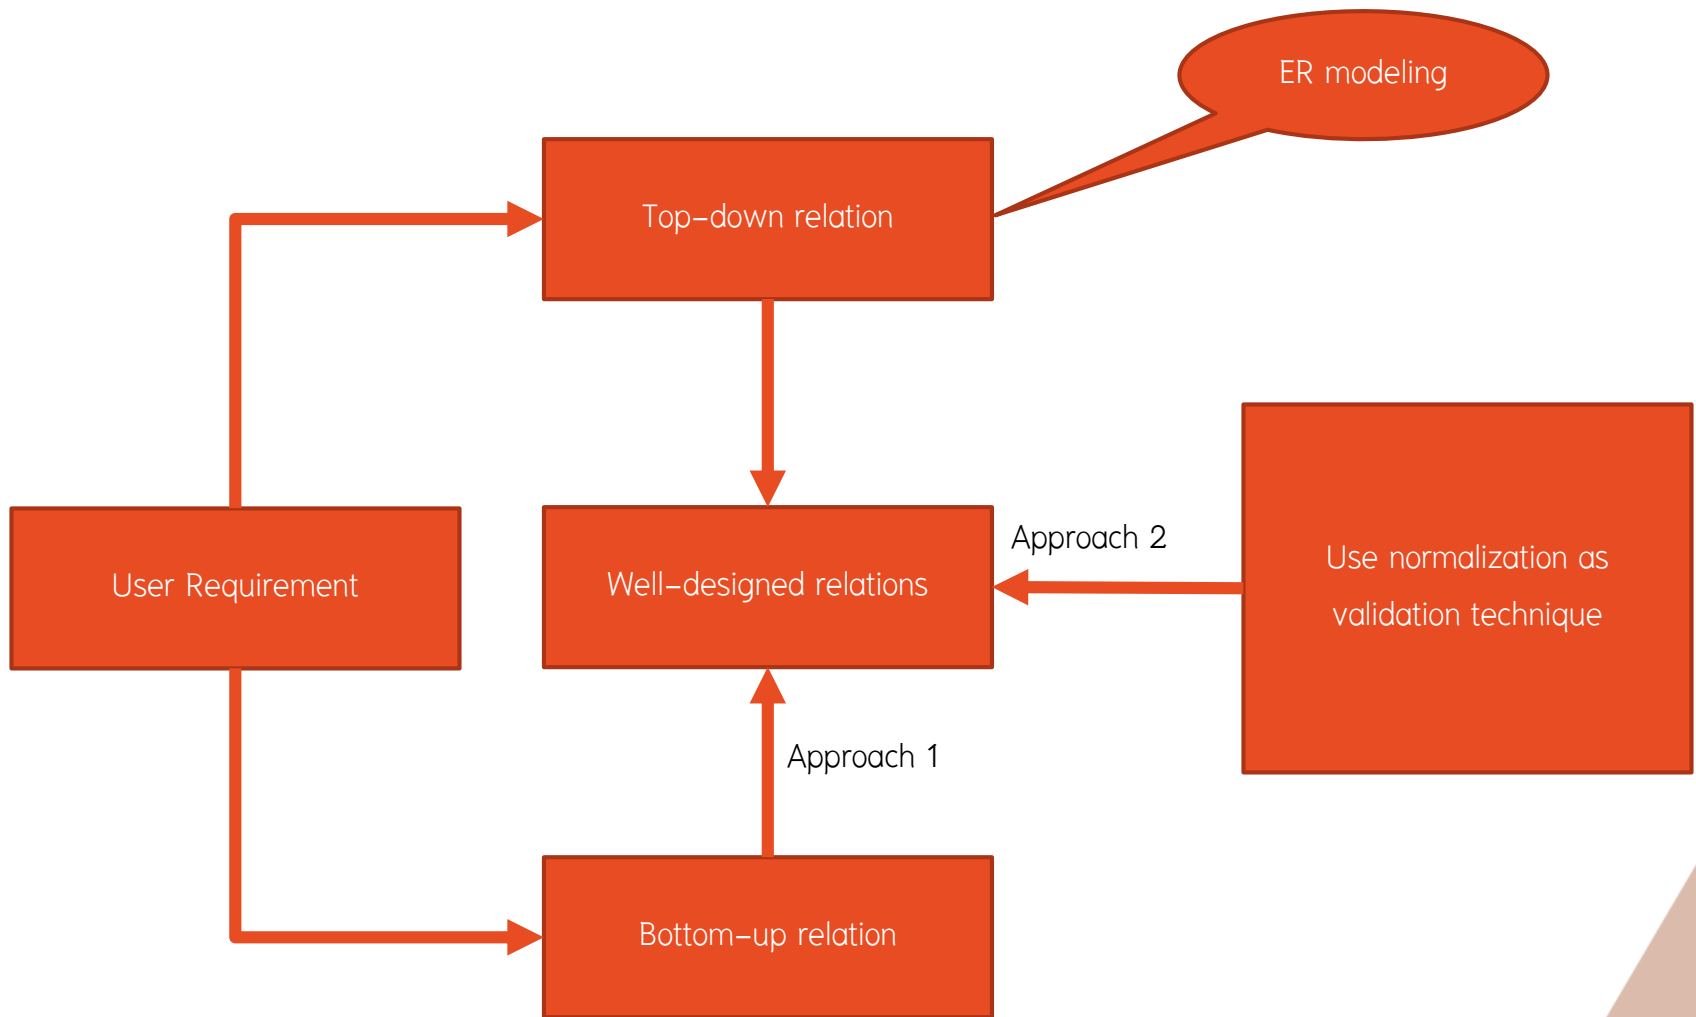 ER modeling
Top-down relation
Approach 2
User Requirement
Well-designed relations
Use normalization as
validation technique
Approach 1
Bottom-up relation